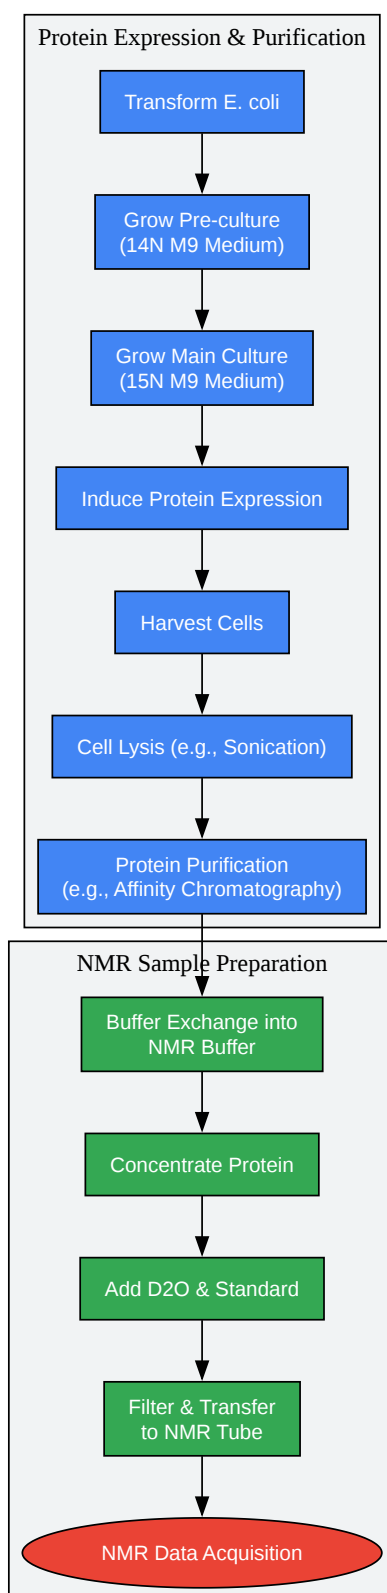 Protein Expression & Purification
Transform E. coli
Grow Pre-culture
(14N M9 Medium)
Grow Main Culture
(15N M9 Medium)
Induce Protein Expression
Harvest Cells
Cell Lysis (e.g., Sonication)
Protein Purification
(e.g., Affinity Chromatography)
NMR Sample Preparation
Buffer Exchange into
NMR Buffer
Concentrate Protein
Add D2O & Standard
Filter & Transfer
to NMR Tube
NMR Data Acquisition